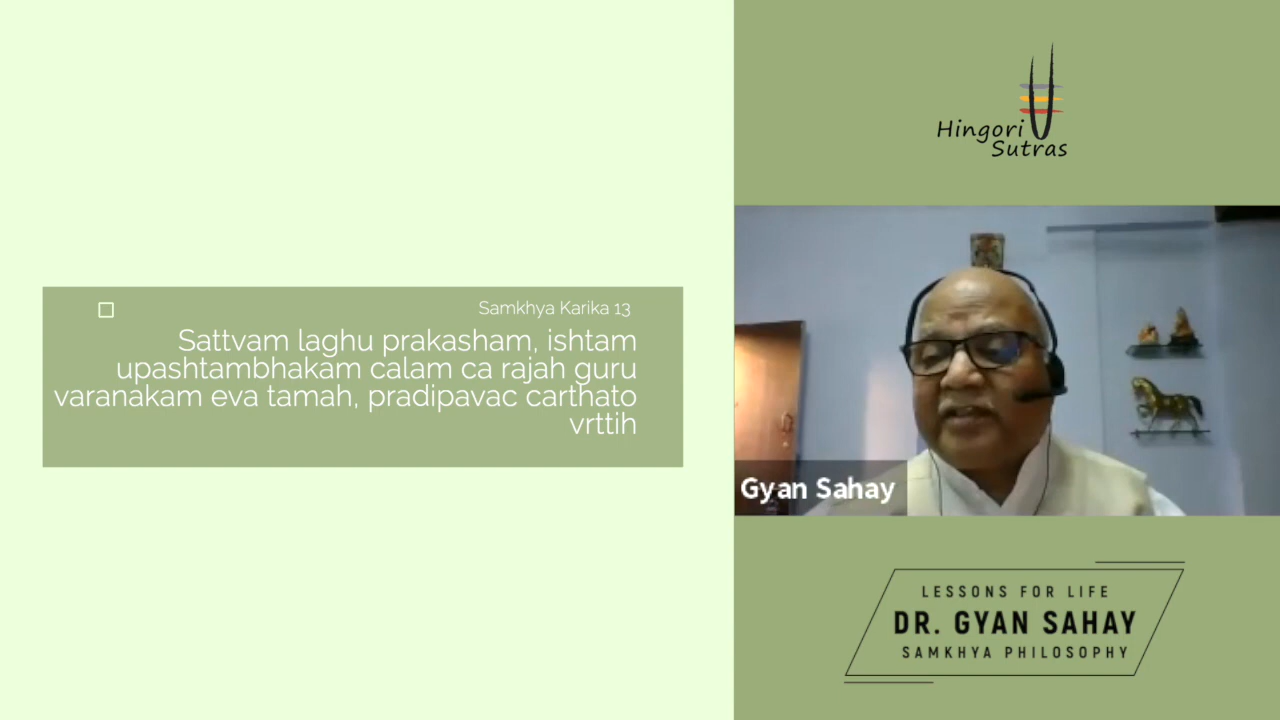 Samkhya Karika 13
Sattvam laghu prakasham, ishtam
upashtambhakam calam ca rajah guru
varanakam eva tamah, pradipavac carthato
vrttih
Hingori
Sutras
Gyan Sahay
LESSONS FOR LIFE
DR. GYAN SAHAY
SAMKHYA PHILOSOPHY